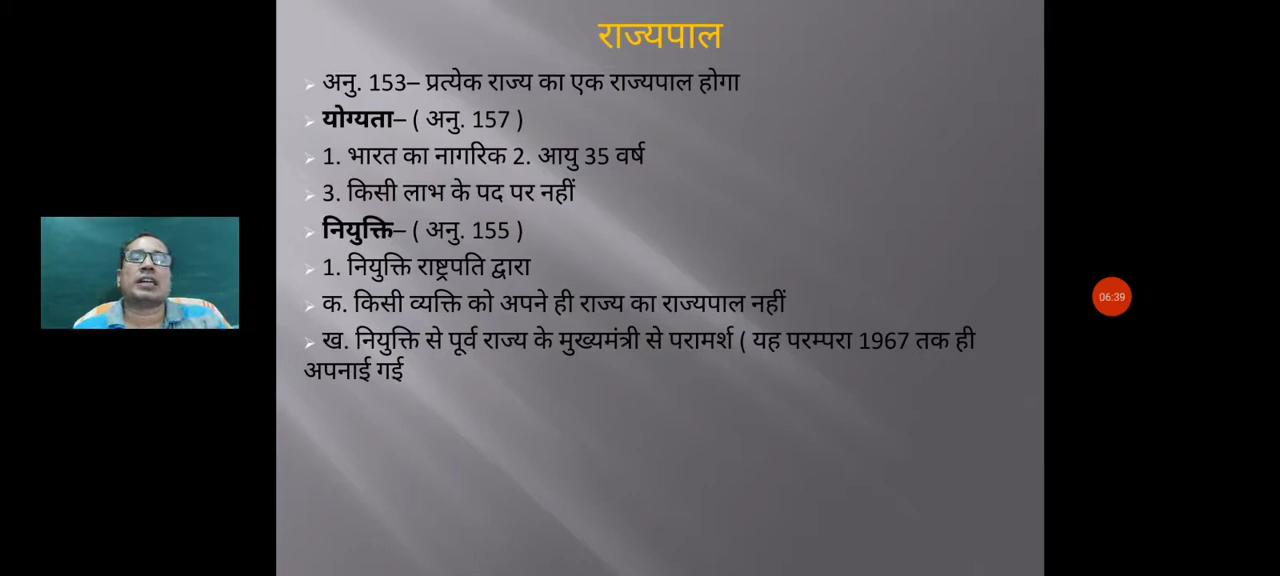 राज्यपाल
अनु. 153– प्रत्येक राज्य का एक राज्यपाल होगा
योग्यता– ( अनु. 157 )
1. भारत का नागरिक 2. आयु 35 वर्ष
3. किसी लाभ के पद पर नहीं
नियुक्ति– ( अनु. 155 )
1. नियुक्ति राष्ट्रपति द्वारा
क. किसी व्यक्ति को अपने ही राज्य का राज्यपाल नहीं
ख. नियुक्ति से पूर्व राज्य के मुख्यमंत्री से परामर्श ( यह परम्परा 1967 तक ही
अपनाई गई
06:39